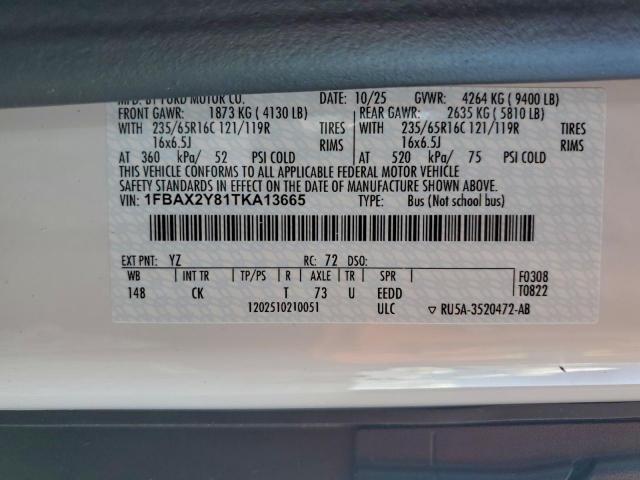 MFD. BY FORD MOTOR CO. DATE: 10/25 GVWR: 4264 KG ( 9400 LB)
FRONT GAWR: 1873 KG ( 4130 LB) REAR GAWR: 2635 KG ( 5810 LB)
WITH 235/65R16C 121/119R TIRES WITH 235/65R16C 121/119R TIRES
16x6.5J RIMS 16x6.5J RIMS
AT 360 kPa/ 52 PSI COLD AT 520 kPa/ 75 PSI COLD
THIS VEHICLE CONFORMS TO ALL APPLICABLE FEDERAL MOTOR VEHICLE
SAFETY STANDARDS IN EFFECT ON THE DATE OF MANUFACTURE SHOWN ABOVE.
VIN: 1FBAX2Y81TKA13665 TYPE: Bus (Not school bus)
EXT PNT: YZ RC: 72 DSO:
WB INT TR TP/PS R AXLE TR SPR F0308
148 CK T 73 U EEDD T0822
1202510210051 ULC ▽ RU5A-3520472-AB